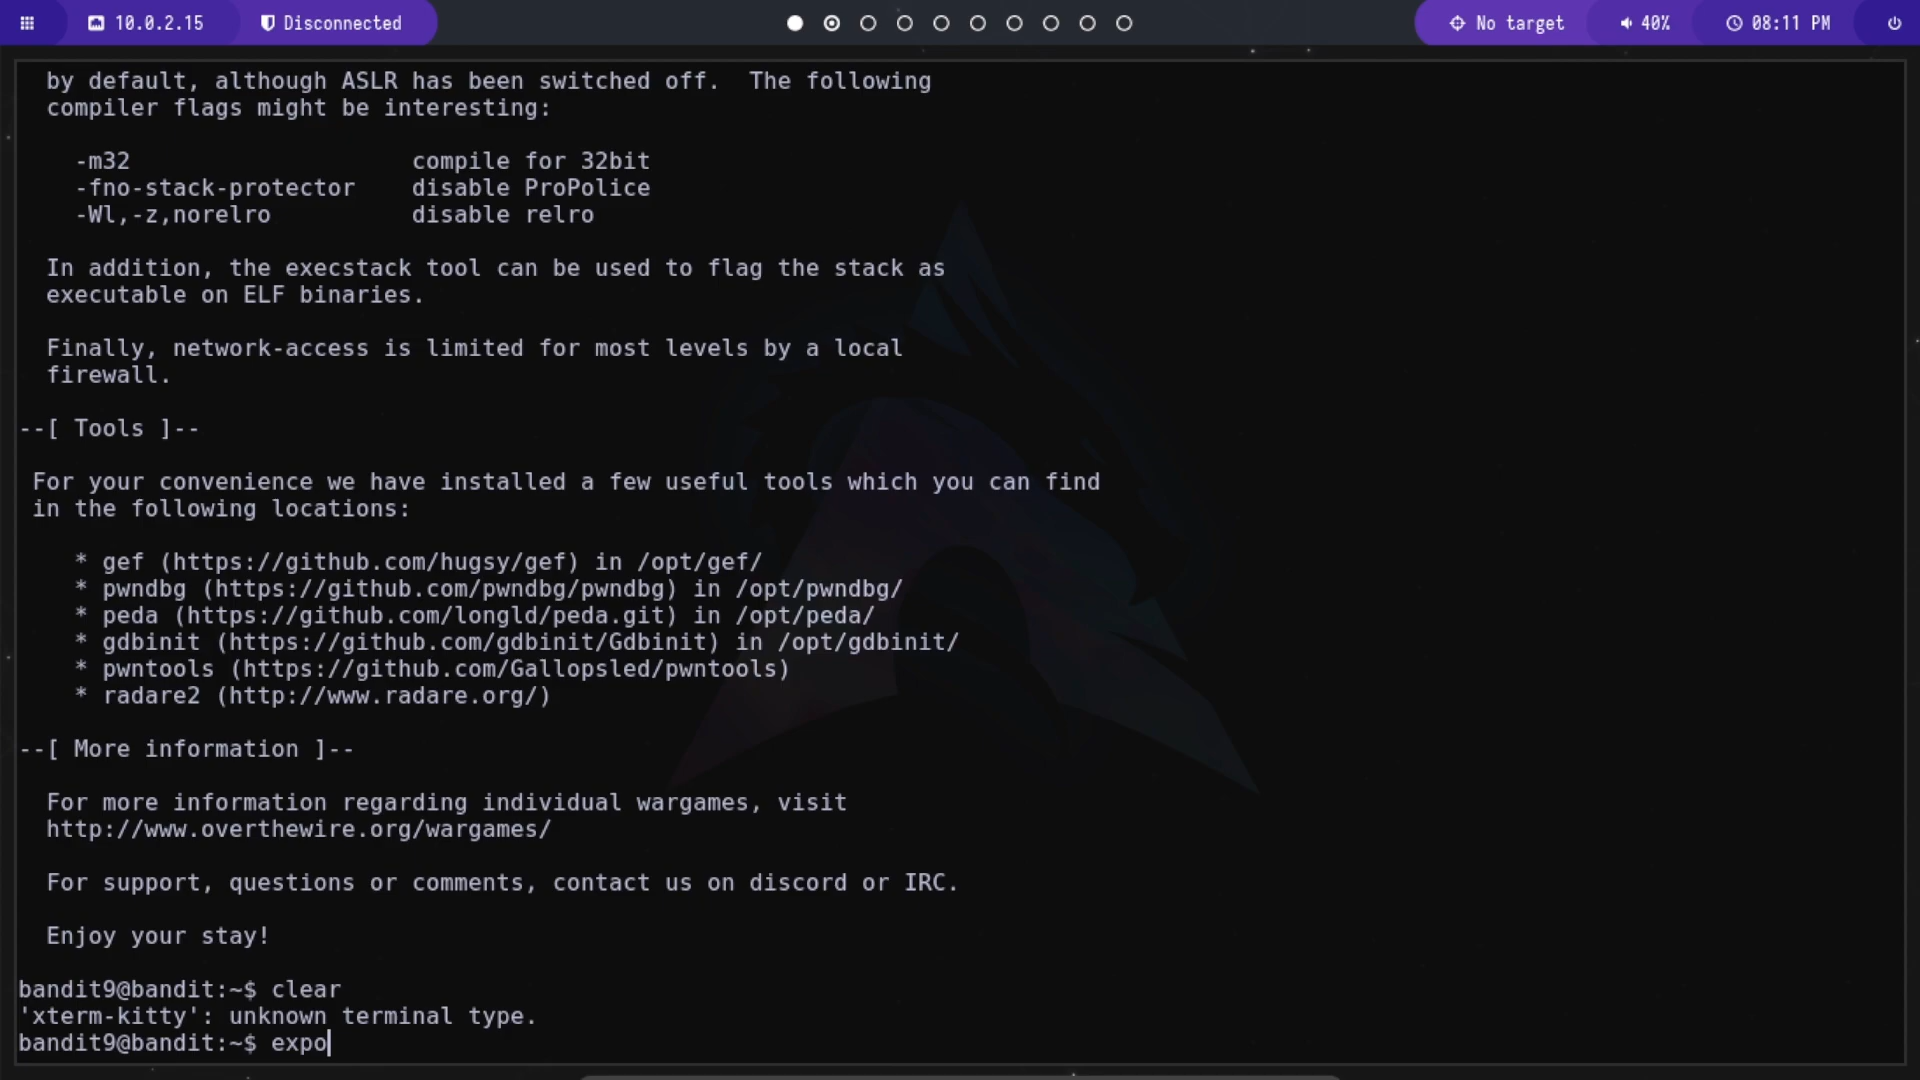 10.0.2.15
Disconnected
No target
40%
08:11 PM
by default, although ASLR has been switched off.  The following
compiler flags might be interesting:
-m32                    compile for 32bit
-fno-stack-protector    disable ProPolice
-Wl,-z,norelro          disable relro
In addition, the execstack tool can be used to flag the stack as
executable on ELF binaries.
Finally, network-access is limited for most levels by a local
firewall.
--[ Tools ]--
For your convenience we have installed a few useful tools which you can find
in the following locations:
* gef (https://github.com/hugsy/gef) in /opt/gef/
* pwndbg (https://github.com/pwndbg/pwndbg) in /opt/pwndbg/
* peda (https://github.com/longld/peda.git) in /opt/peda/
* gdbinit (https://github.com/gdbinit/Gdbinit) in /opt/gdbinit/
* pwntools (https://github.com/Gallopsled/pwntools)
* radare2 (http://www.radare.org/)
--[ More information ]--
For more information regarding individual wargames, visit
http://www.overthewire.org/wargames/
For support, questions or comments, contact us on discord or IRC.
Enjoy your stay!
bandit9@bandit:~$ clear
'xterm-kitty': unknown terminal type.
bandit9@bandit:~$ expo